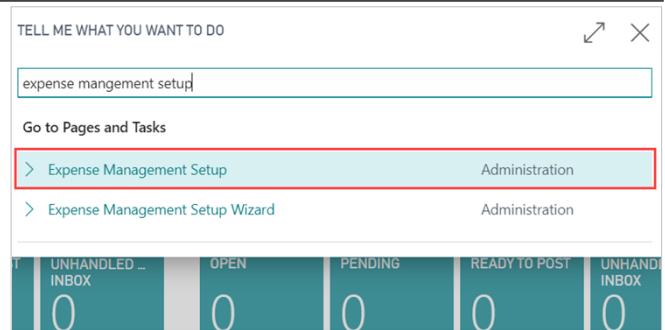 TELL ME WHAT YOU WANT TO DO
expense mangement setup
Go to Pages and Tasks
Expense Management Setup Administration
Expense Management Setup Wizard Administration
T UNHANDLED ... OPEN PENDING READY TO POST UNHANDL
INBOX INBOX
0 0 0 0 0